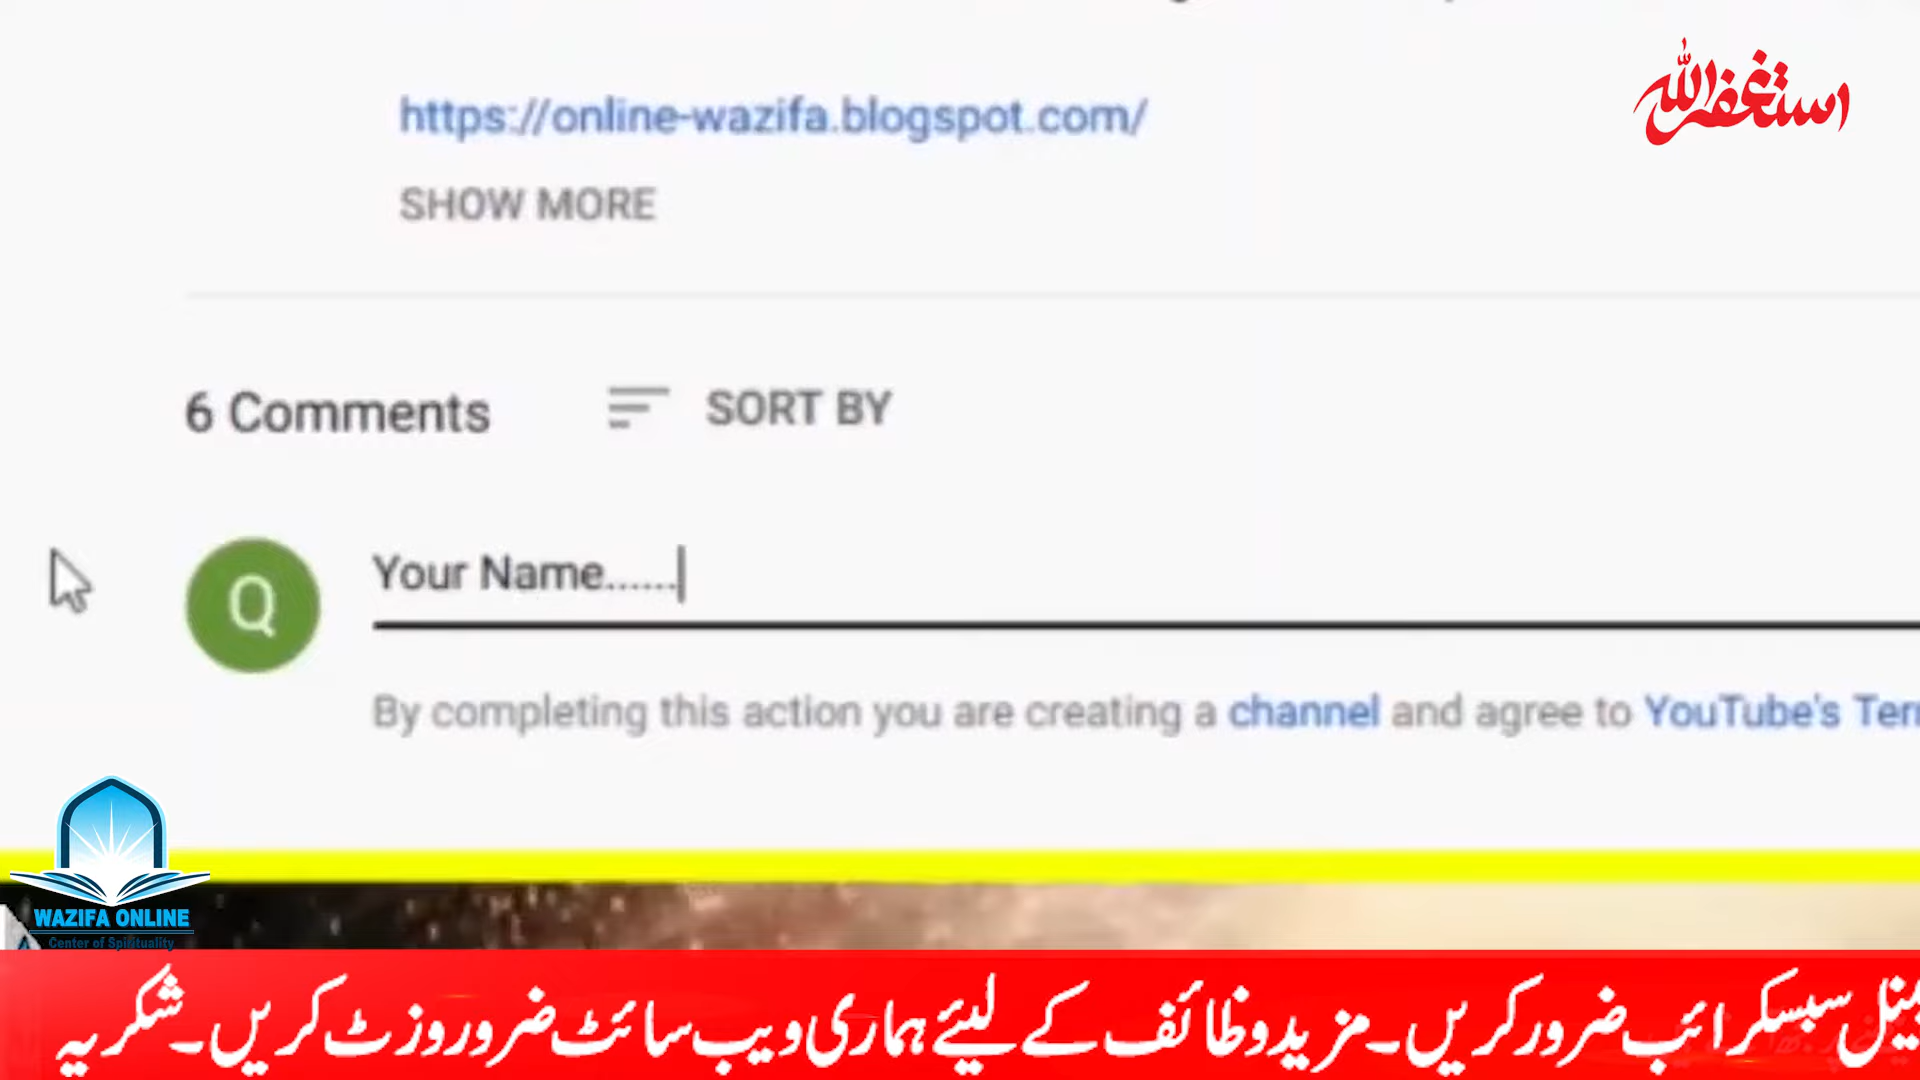 https://online-wazifa.blogspot.com/
استغفراللہ
SHOW MORE
6 Comments
SORT BY
Q
Your Name......
By completing this action you are creating a channel and agree to YouTube's
WAZIFA ONLINE
Center of Spirituality
سبسکرائب ضرور کریں۔ مزید وظائف کے لیئے ہماری ویب سائٹ ضرور وزٹ کریں۔ شکریہ